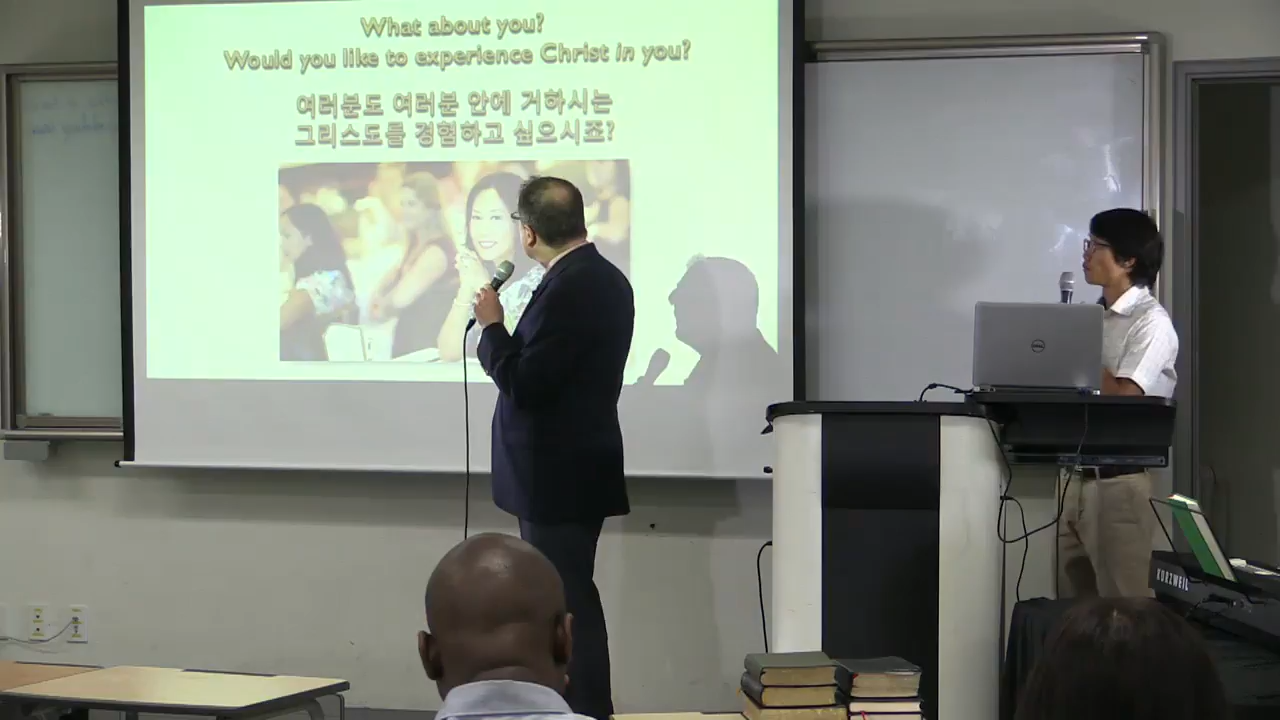 What about you?
Would you like to experience Christ in you?
여러분도 여러분 안에 거하시는
그리스도를 경험하고 싶으시죠?
DELL
KURZWEIL